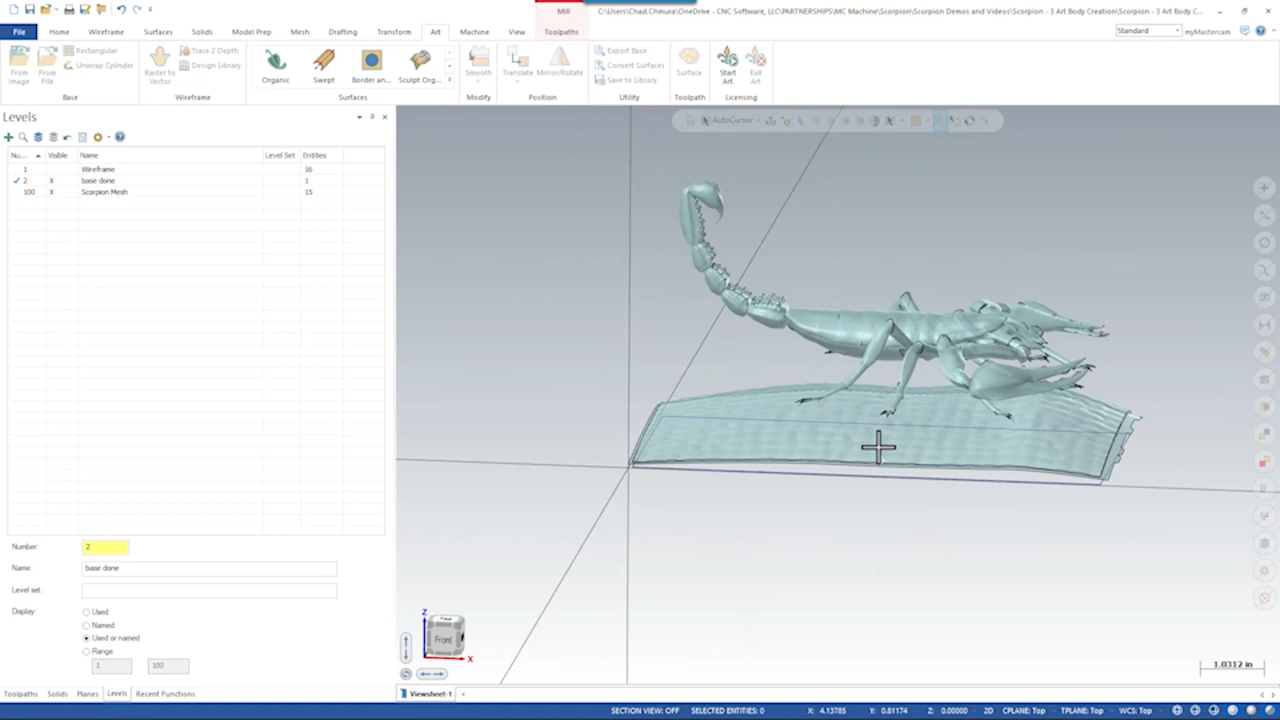 Mill
C:\Users\Chad.Chmura\OneDrive - CNC Software, LLC\PARTNERSHIPS\MC Machine\Scorpion\Scorpion Demos and Videos\Scorpion - 3 Art Body Creation\Scorpion - 3 Art Body C...
File Home Wireframe Surfaces Solids Model Prep Mesh Drafting Transform Art Machine View Toolpaths Standard myMastercam
From Image
From File
Rectangular
Unwrap Cylinder
Base
Raster to Vector
Trace Z Depth
Design Library
Wireframe
Organic Swept Border an... Sculpt Org...
Surfaces
Smooth
Modify
Translate Mirror/Rotate
Position
Export Base
Convert Surfaces
Save to Library
Utility
Surface
Toolpath
Start Art
Exit Art
Licensing
Levels
Nu... Visible Name Level Set Entities
1 Wireframe 16
2 X base done 1
100 X Scorpion Mesh 15
Number: 2
Name: base done
Level set:
Display: Used
Named
Used or named
Range
1 100
Toolpaths Solids Planes Levels Recent Functions
AutoCursor
Z
Front
X
1.0312 in
Viewsheet-1 +
SECTION VIEW: OFF SELECTED ENTITIES: 0 X: 4.13785 Y: 0.81174 Z: 0.00000 2D CPLANE: Top TPLANE: Top WCS: Top